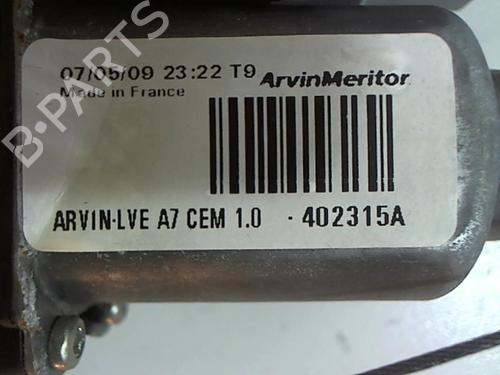 07/05/09 23:22 T9 ArvinMeritor
Made in France
ARVIN·LVE A7 CEM 1.0 · 402315A
B·PARTS